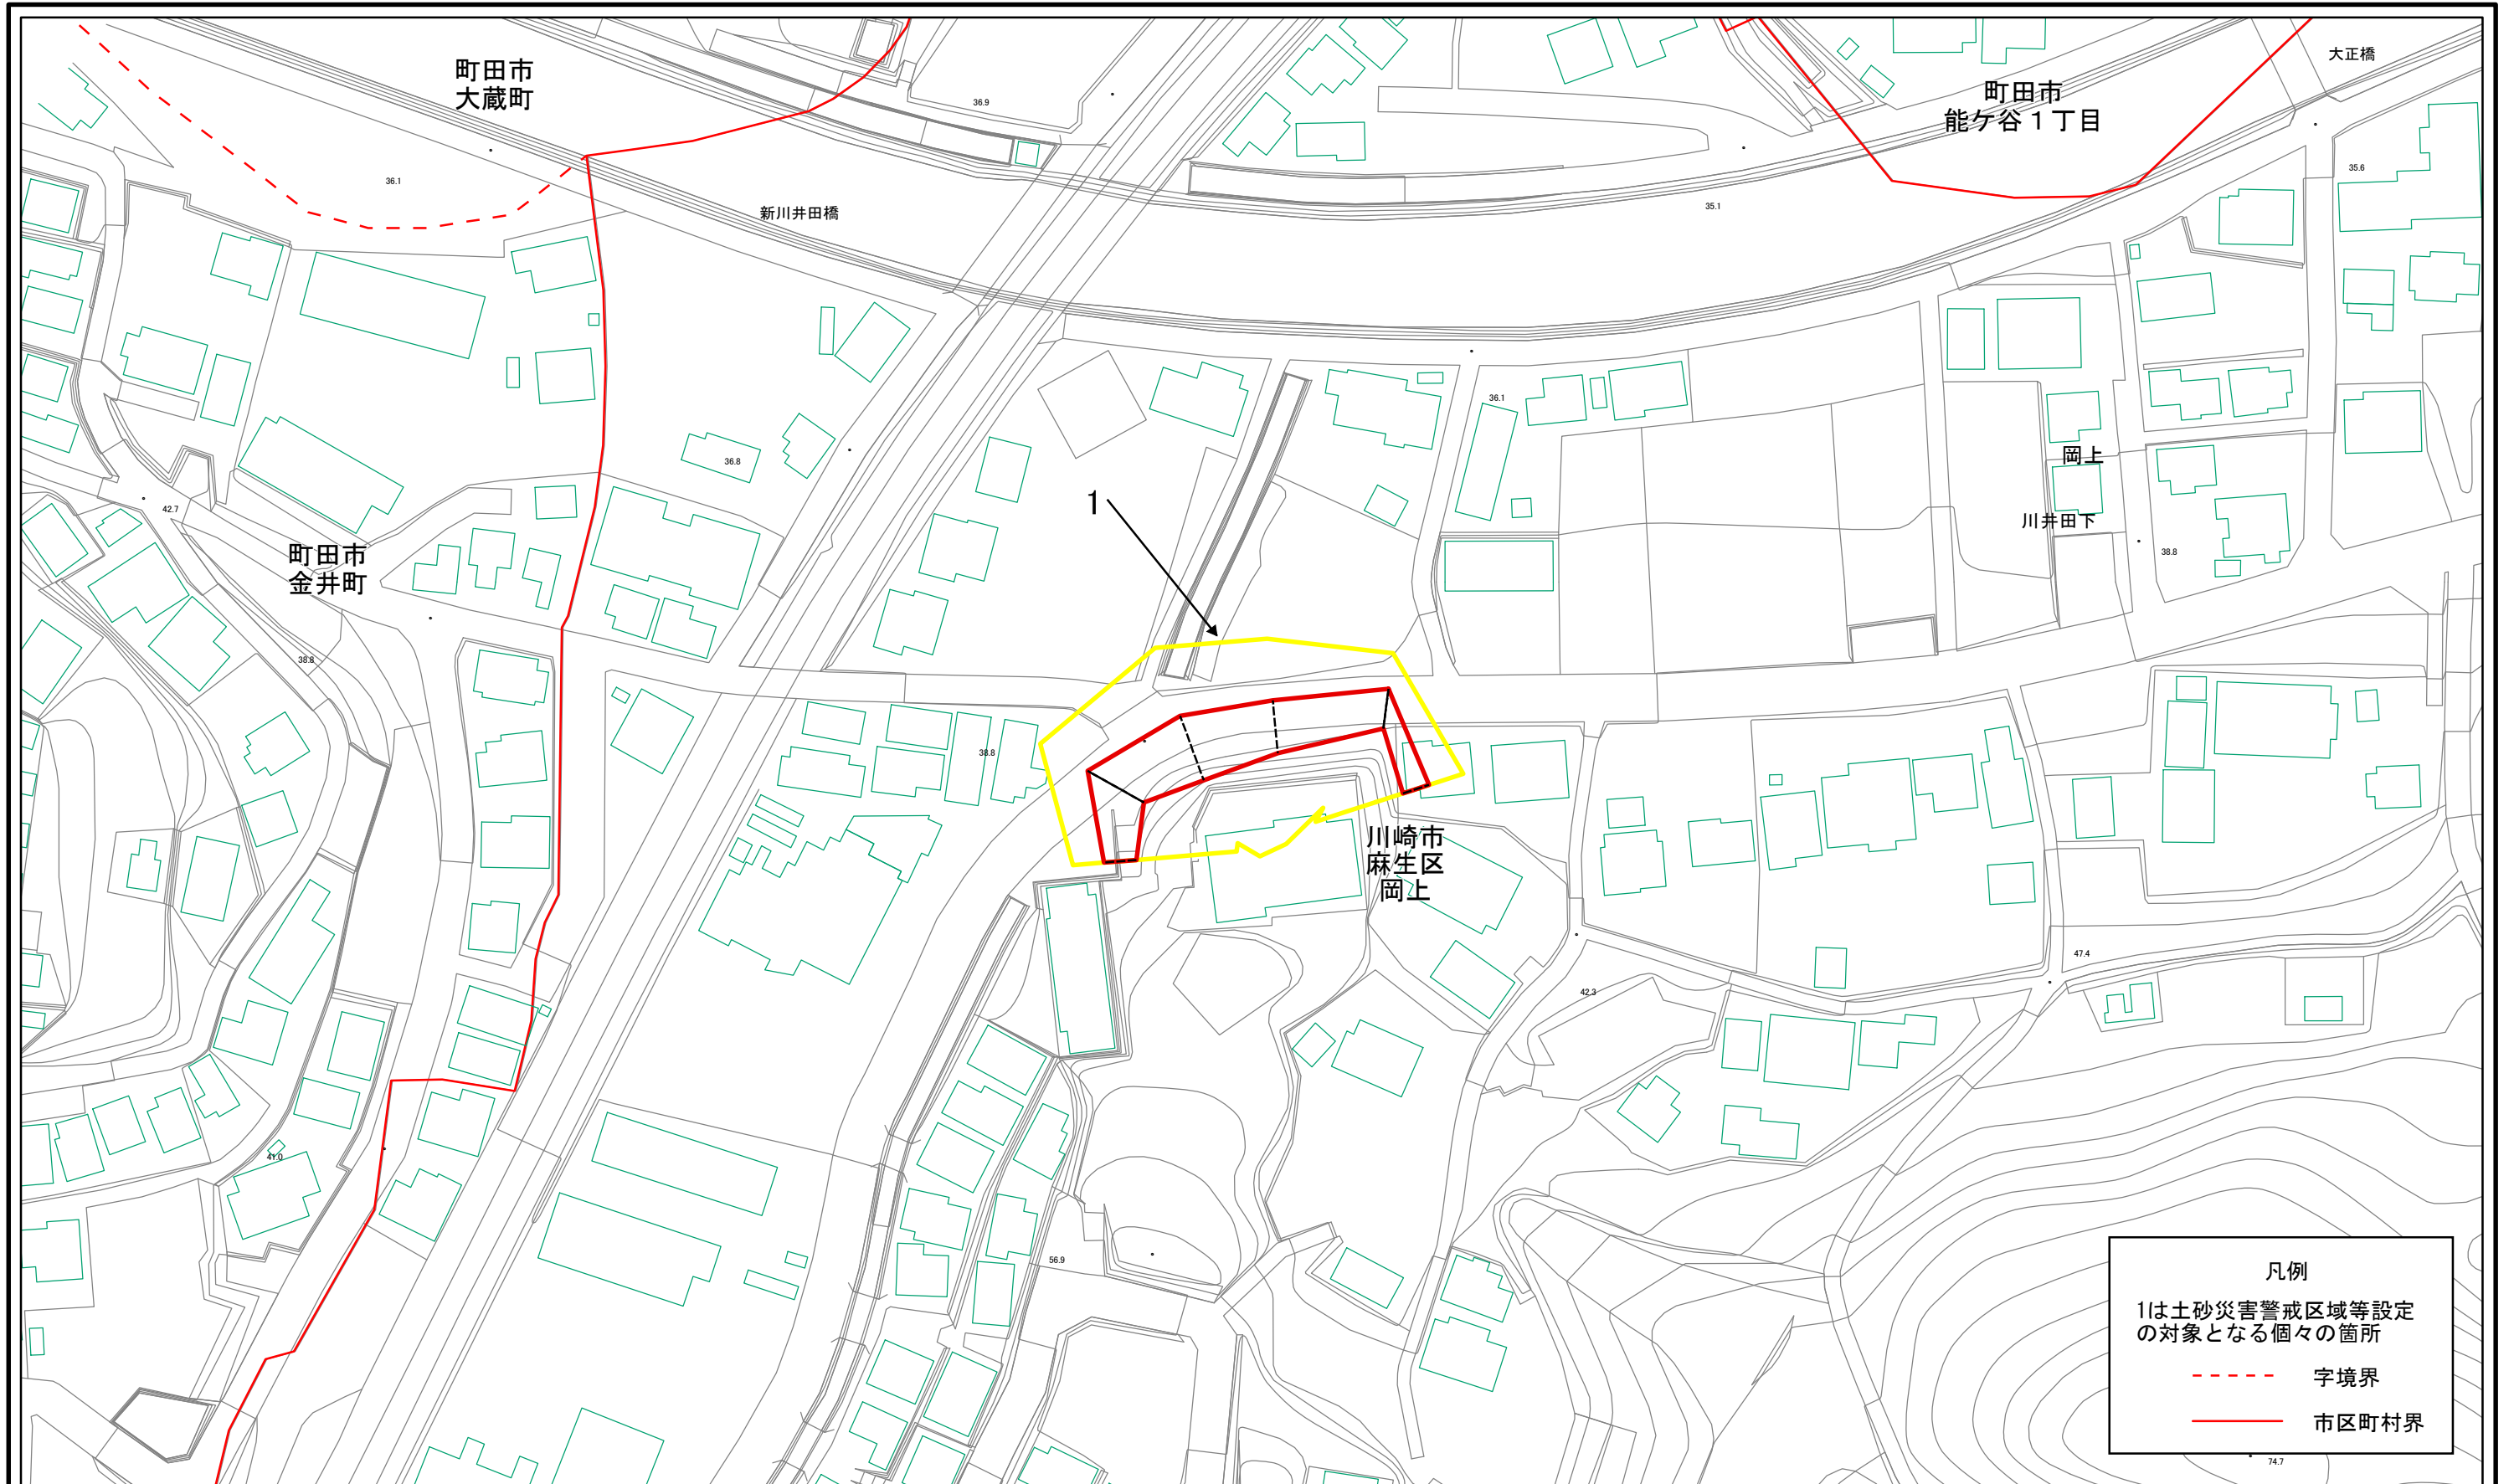 大正橋
町田市
大蔵町
町田市
能ケ谷１丁目
36.9
36.1
35.6
新川井田橋
35.1
36.1
36.8
岡上
1
42.7
川井田下
38.8
町田市
金井町
38.8
38.8
川崎市
麻生区
岡上
47.4
42.3
41.0
56.9
凡例
1は土砂災害警戒区域等設定
の対象となる個々の箇所
字境界
市区町村界
74.7